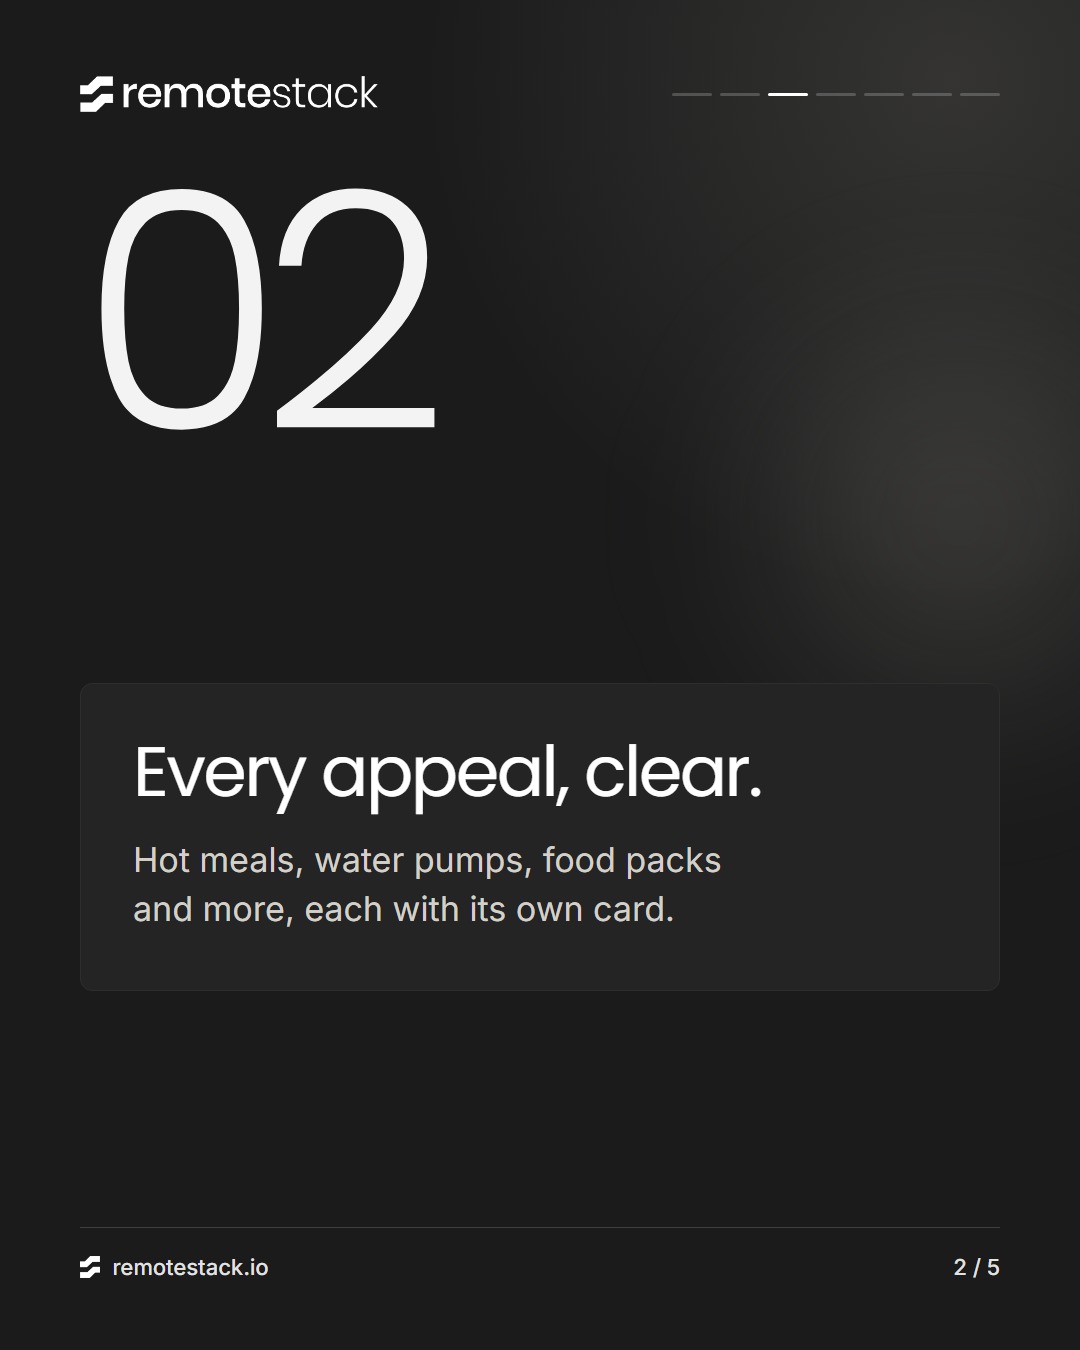 remotestack
02
Every appeal, clear.
Hot meals, water pumps, food packs
and more, each with its own card.
remotestack.io
2 / 5